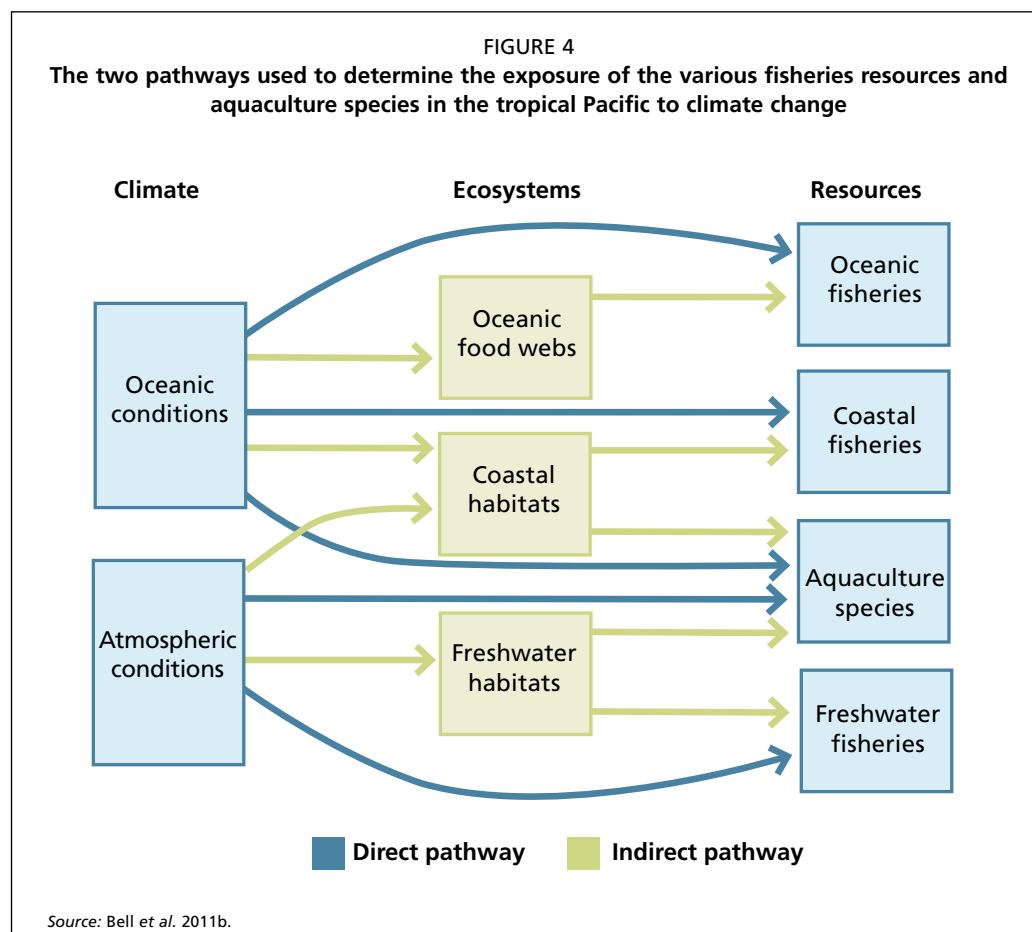 FIGURE 4
The two pathways used to determine the exposure of the various fisheries resources and
aquaculture species in the tropical Pacific to climate change
Climate
Ecosystems
Resources
Oceanic
conditions
Atmospheric
conditions
Oceanic
food webs
Coastal
habitats
Freshwater
habitats
Oceanic
fisheries
Coastal
fisheries
Aquaculture
species
Freshwater
fisheries
Direct pathway
Indirect pathway
Source: Bell et al. 2011b.